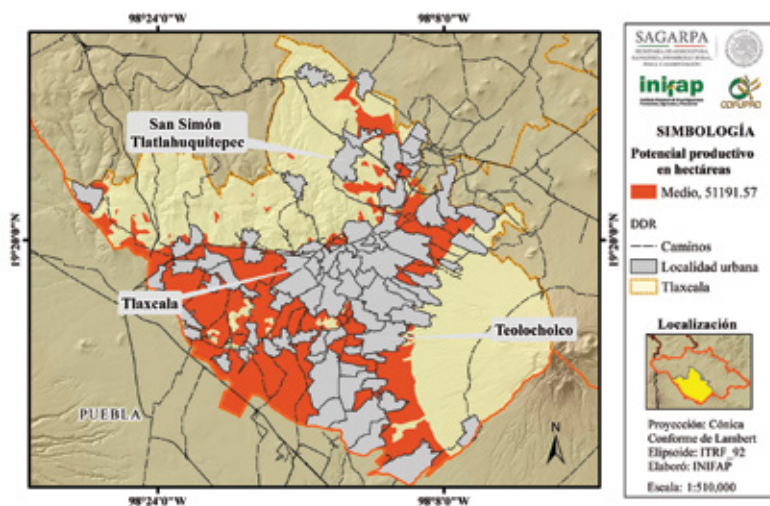 98°24'0"W
98°8'0"W
19°20'0"N
19°20'0"N
San Simón
Tlatlahuquitepec
Tlaxcala
Teolocholco
PUEBLA
N
98°24'0"W
98°8'0"W
SAGARPA
inifap
COFUPRO
SIMBOLOGÍA
Potencial productivo
en hectáreas
Medio, 51191.57
DDR
Caminos
Localidad urbana
Tlaxcala
Localización
Proyección: Cónica
Conforme de Lambert
Elipsoide: ITRF_92
Elaboró: INIFAP
Escala: 1:510,000